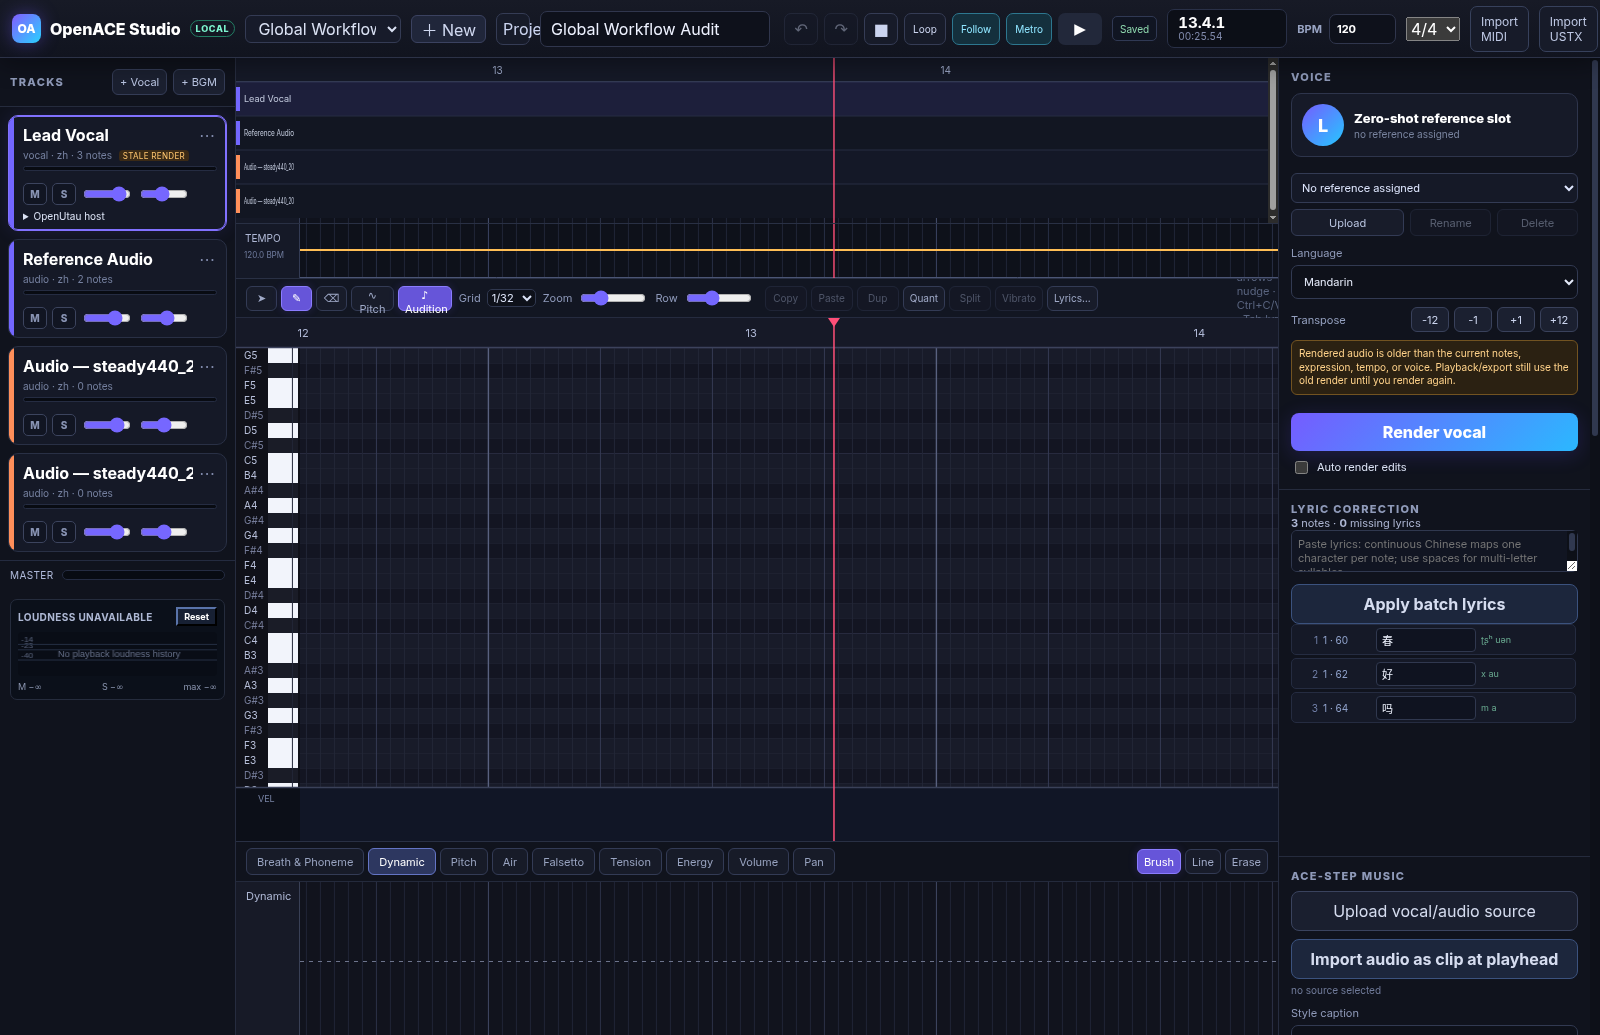 OA OpenACE Studio LOCAL Global Workflow + New Proje Global Workflow Audit ↶ ↷ ■ Loop Follow Metro ▶ Saved 13.4.1 00:25.54 BPM 120 4/4 Import MIDI Import USTX
TRACKS + Vocal + BGM
Lead Vocal ...
vocal · zh · 3 notes STALE RENDER
M S
▶ OpenUtau host
Reference Audio ...
audio · zh · 2 notes
M S
Audio — steady440_2 ...
audio · zh · 0 notes
M S
Audio — steady440_2 ...
audio · zh · 0 notes
M S
MASTER
LOUDNESS UNAVAILABLE Reset
-14
-23
-40
No playback loudness history
M −∞ S −∞ max −∞
13 14
Lead Vocal
Reference Audio
Audio — steady440_20
Audio — steady440_20
TEMPO
120.0 BPM
➤ ✎ ⌫ ∿ Pitch ♪ Audition Grid 1/32 Zoom Row Copy Paste Dup Quant Split Vibrato Lyrics...
nudge ·
12 13 14
G5
F#5
F5
E5
D#5
D5
C#5
C5
B4
A#4
A4
G#4
G4
F#4
F4
E4
D#4
D4
C#4
C4
B3
A#3
A3
G#3
G3
F#3
F3
E3
D#3
VEL
Breath & Phoneme Dynamic Pitch Air Falsetto Tension Energy Volume Pan Brush Line Erase
Dynamic
VOICE
L Zero-shot reference slot
no reference assigned
No reference assigned
Upload Rename Delete
Language
Mandarin
Transpose -12 -1 +1 +12
Rendered audio is older than the current notes,
expression, tempo, or voice. Playback/export still use the
old render until you render again.
Render vocal
Auto render edits
LYRIC CORRECTION
3 notes · 0 missing lyrics
Paste lyrics: continuous Chinese maps one
character per note; use spaces for multi-letter
Apply batch lyrics
1 1 · 60 春 ʈʂʰ uən
2 1 · 62 好 x au
3 1 · 64 吗 m a
ACE-STEP MUSIC
Upload vocal/audio source
Import audio as clip at playhead
no source selected
Style caption